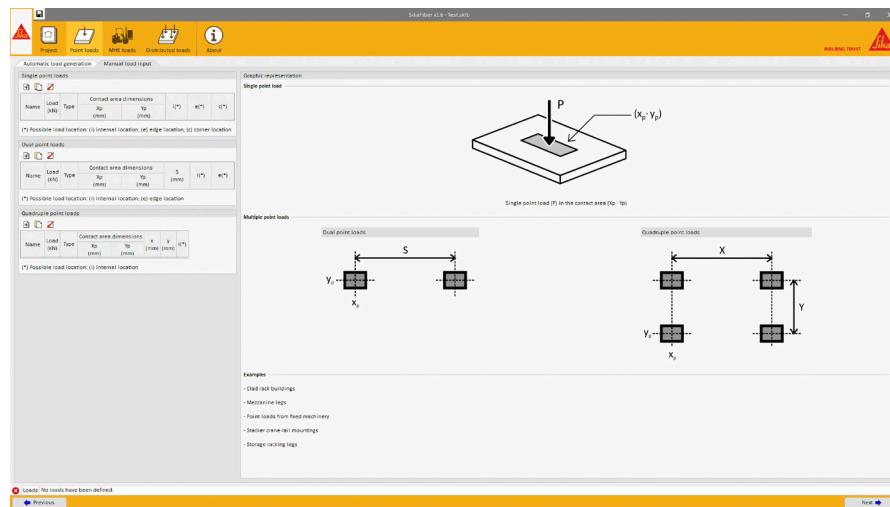 SikaFiber v1.6 - Test.skfb
Project
Point loads
MHE loads
Distributed loads
About
BUILDING TRUST
Sika
Automatic load generation
Manual load input
Single point loads
Name
Load (kN)
Type
Contact area dimensions
Xp (mm)
Yp (mm)
i(*)
e(*)
c(*)
(*) Possible load location: (i) internal location; (e) edge location; (c) corner location
Dual point loads
Name
Load (kN)
Type
Contact area dimensions
Xp (mm)
Yp (mm)
S (mm)
i(*)
e(*)
(*) Possible load location: (i) internal location; (e) edge location
Quadruple point loads
Name
Load (kN)
Type
Contact area dimensions
Xp (mm)
Yp (mm)
x (mm)
y (mm)
i(*)
(*) Possible load location: (i) internal location
Graphic representation
Single point load
P
(xp· yp)
Single point load (P) in the contact area (Xp · Yp)
Multiple point loads
Dual point loads
S
yp
xp
Quadruple point loads
X
Y
yp
xp
Examples
- Clad rack buildings
- Mezzanine legs
- Point loads from fixed machinery
- Stacker crane rail mountings
- Storage racking legs
Loads: No loads have been defined.
Previous
Next